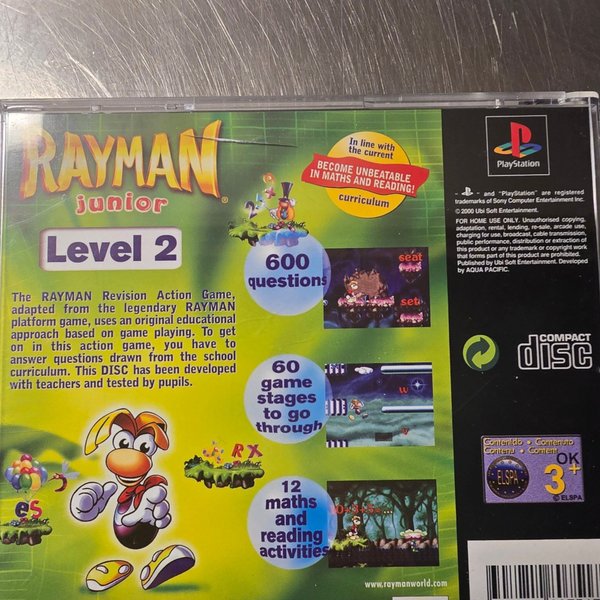 RAYMAN
junior
Level 2
In line with
the current
BECOME UNBEATABLE
IN MATHS AND READING!
curriculum
The RAYMAN Revision Action Game,
adapted from the legendary RAYMAN
platform game, uses an original educational
approach based on game playing. To get
on in this action game, you have to
answer questions drawn from the school
curriculum. This DISC has been developed
with teachers and tested by pupils.
600
questions
seat
set
60
game
stages to go
through
RX
es
12
maths
and
reading
activities
www.raymanworld.com
PlayStation
- PS - and "PlayStation" are registered
trademarks of Sony Computer Entertainment Inc.
© 2000 Ubi Soft Entertainment.
FOR HOME USE ONLY. Unauthorised copying,
adaptation, rental, lending, re-sale, arcade use,
charging for use, broadcast, cable transmission,
public performance, distribution or extraction of
this product or any trademark or copyright work
that forms part of this product are prohibited.
Published by Ubi Soft Entertainment. Developed
by AQUA PACIFIC.
COMPACT
disc
Contenido • Contenuto
Contenu • Content
ELSPA
OK
3+
© ELSPA